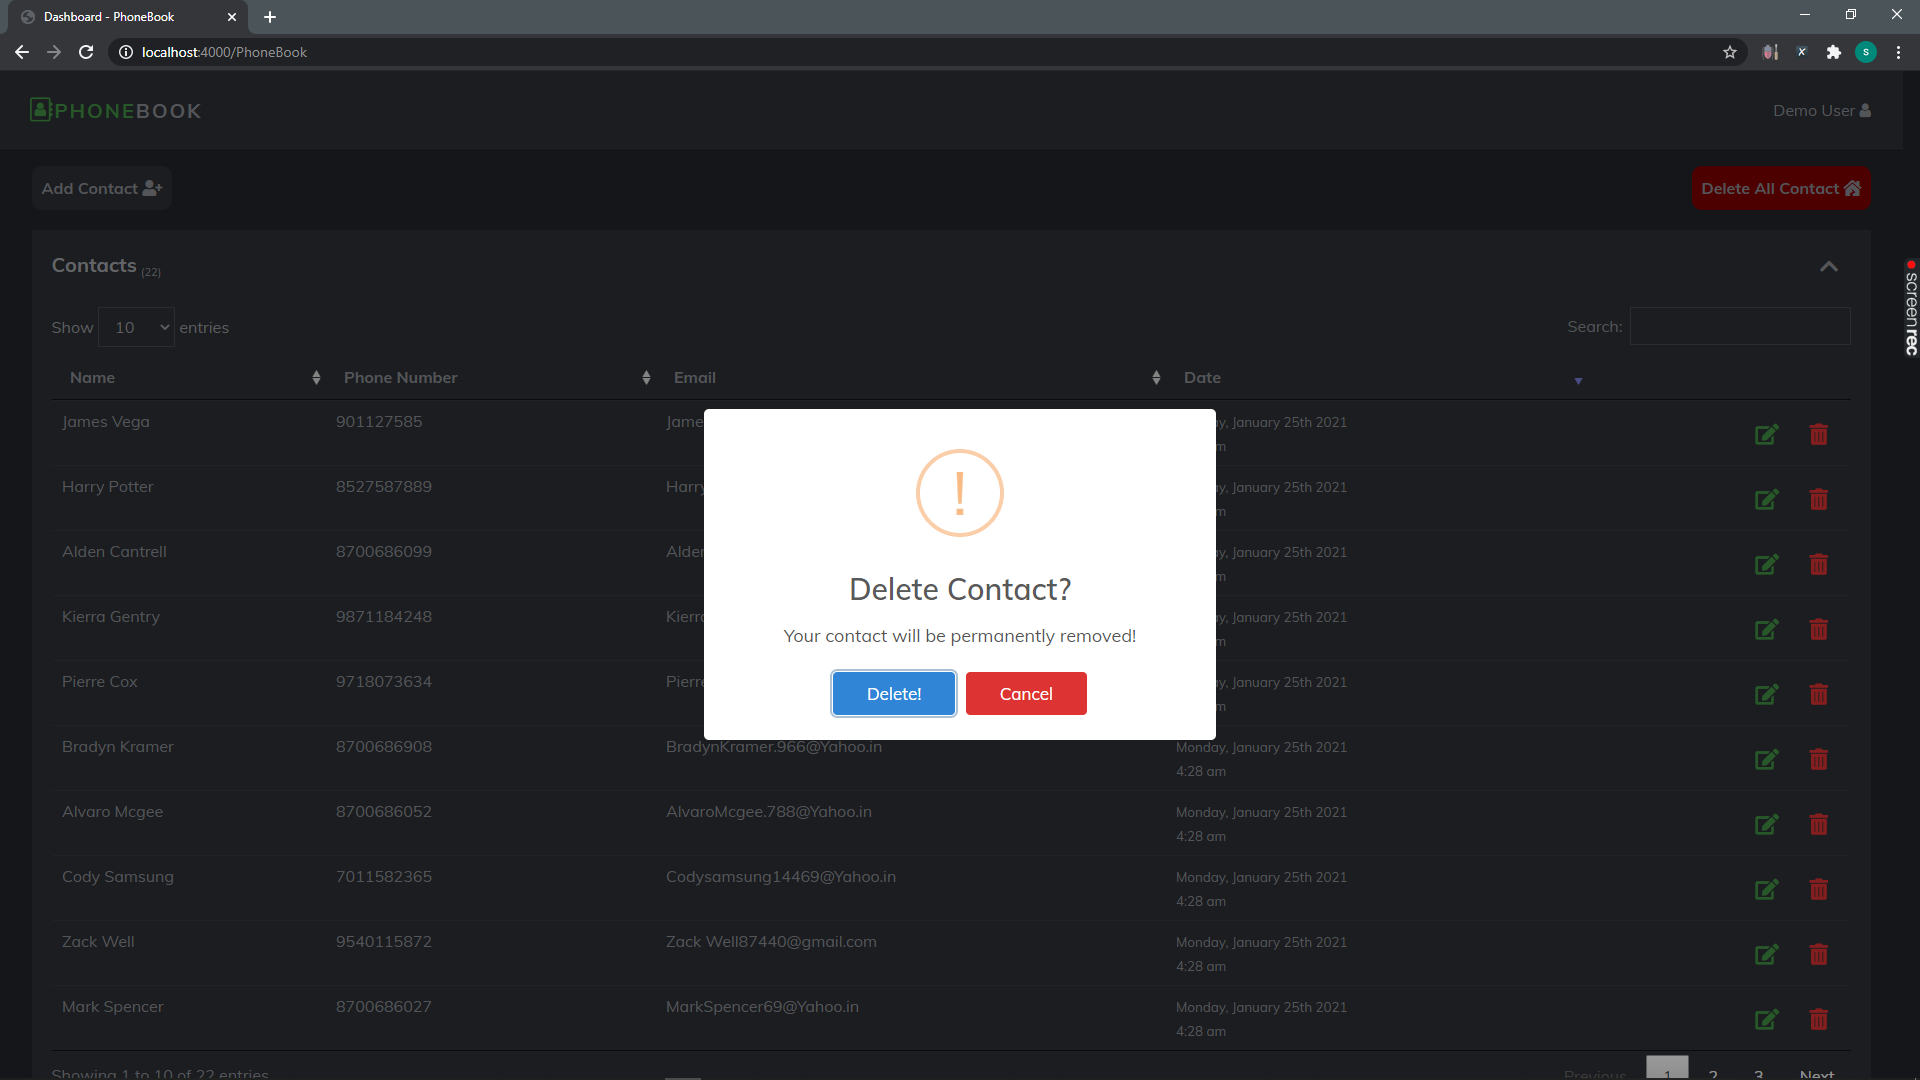 Dashboard - PhoneBook
localhost:4000/PhoneBook
S
PHONEBOOK
Demo User
Add Contact
Delete All Contact
Contacts (22)
screenrec
Show 10 entries
Search:
Name Phone Number Email Date
James Vega 901127585 Jame y, January 25th 2021
m
Harry Potter 8527587889 Harry y, January 25th 2021
m
Alden Cantrell 8700686099 Alden y, January 25th 2021
m
Kierra Gentry 9871184248 Kierra y, January 25th 2021
m
Pierre Cox 9718073634 Pierre y, January 25th 2021
m
Delete Contact?
Your contact will be permanently removed!
Delete! Cancel
Bradyn Kramer 8700686908 BradynKramer.966@Yahoo.in Monday, January 25th 2021
4:28 am
Alvaro Mcgee 8700686052 AlvaroMcgee.788@Yahoo.in Monday, January 25th 2021
4:28 am
Cody Samsung 7011582365 Codysamsung14469@Yahoo.in Monday, January 25th 2021
4:28 am
Zack Well 9540115872 Zack Well87440@gmail.com Monday, January 25th 2021
4:28 am
Mark Spencer 8700686027 MarkSpencer69@Yahoo.in Monday, January 25th 2021
4:28 am
Showing 1 to 10 of 22 entries
Previous 1 2 3 Next